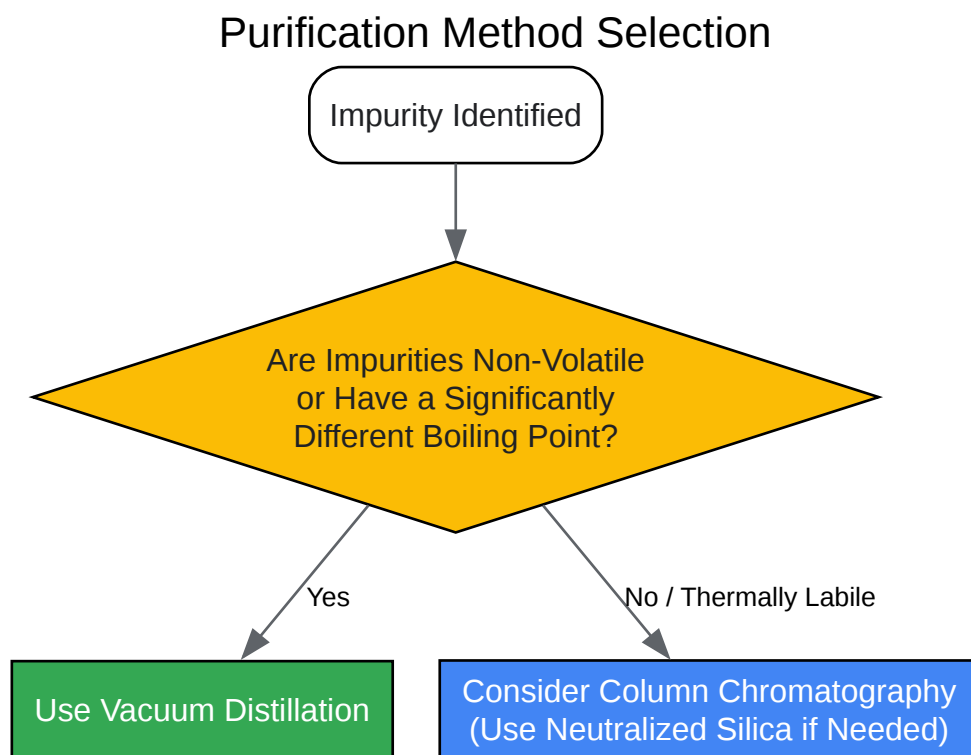 Purification Method Selection
Impurity Identified
Are Impurities Non-Volatile
or Have a Significantly
Different Boiling Point?
Yes
No / Thermally Labile
Use Vacuum Distillation
Consider Column Chromatography
(Use Neutralized Silica if Needed)